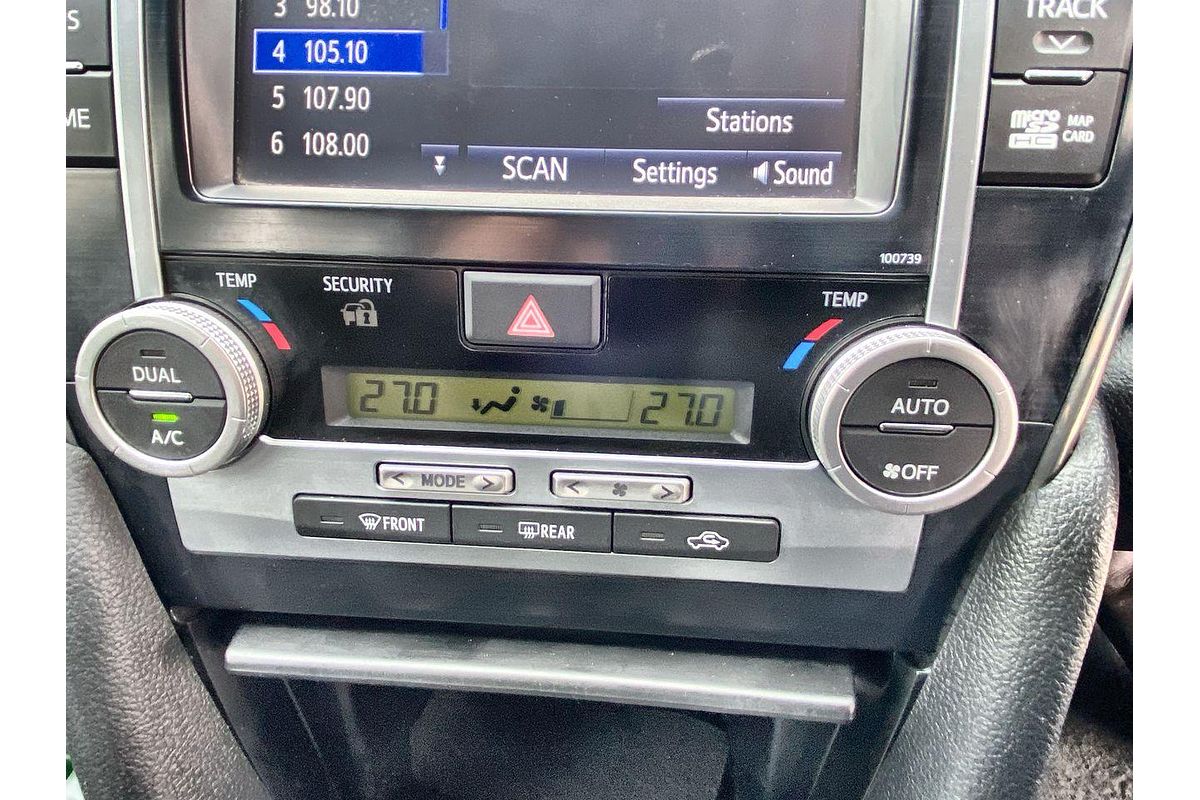 3 98.10
4 105.10
5 107.90
6 108.00
Stations
SCAN
Settings
Sound
S
ME
TRACK
micro SD HC
MAP CARD
100739
TEMP
SECURITY
TEMP
DUAL
A/C
27.0
27.0
AUTO
OFF
< MODE >
< >
FRONT
REAR